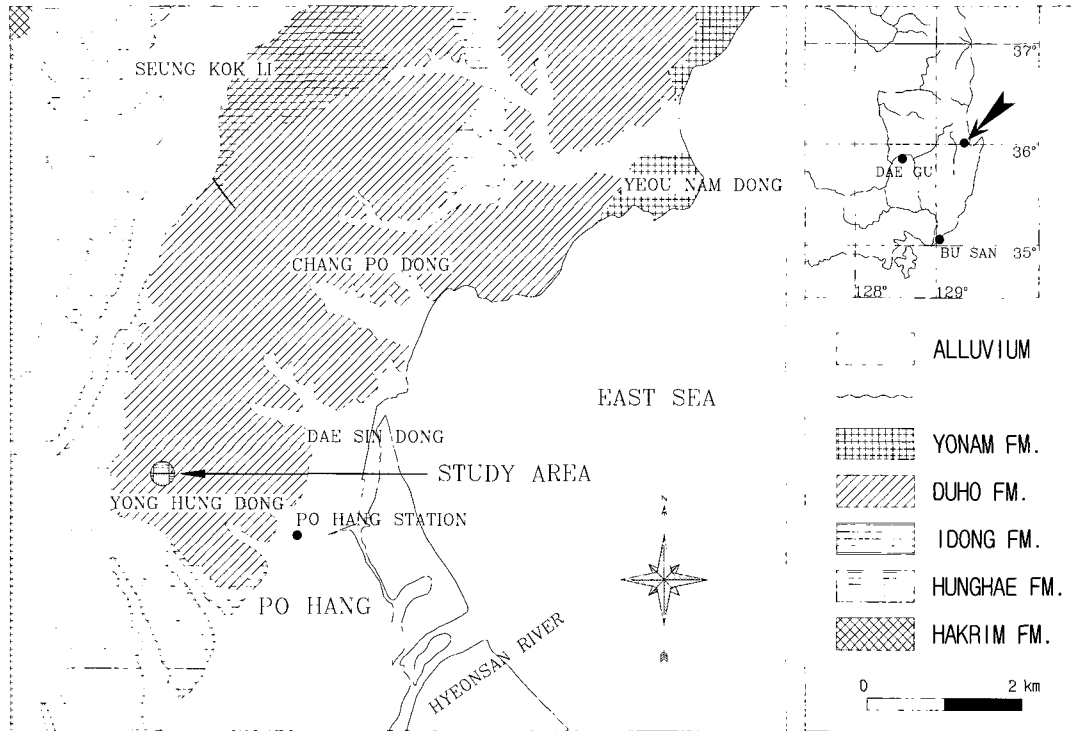 SEUNG KOK LI
YEOU NAM DONG
CHANG PO DONG
EAST SEA
DAE SIN DONG
STUDY AREA
YONG HUNG DONG
PO HANG STATION
PO HANG
HYEONSAN RIVER
N
37°
36°
DAE GU
BU SAN
35°
128°
129°
ALLUVIUM
YONAM FM.
DUHO FM.
IDONG FM.
HUNGHAE FM.
HAKRIM FM.
0 2 km